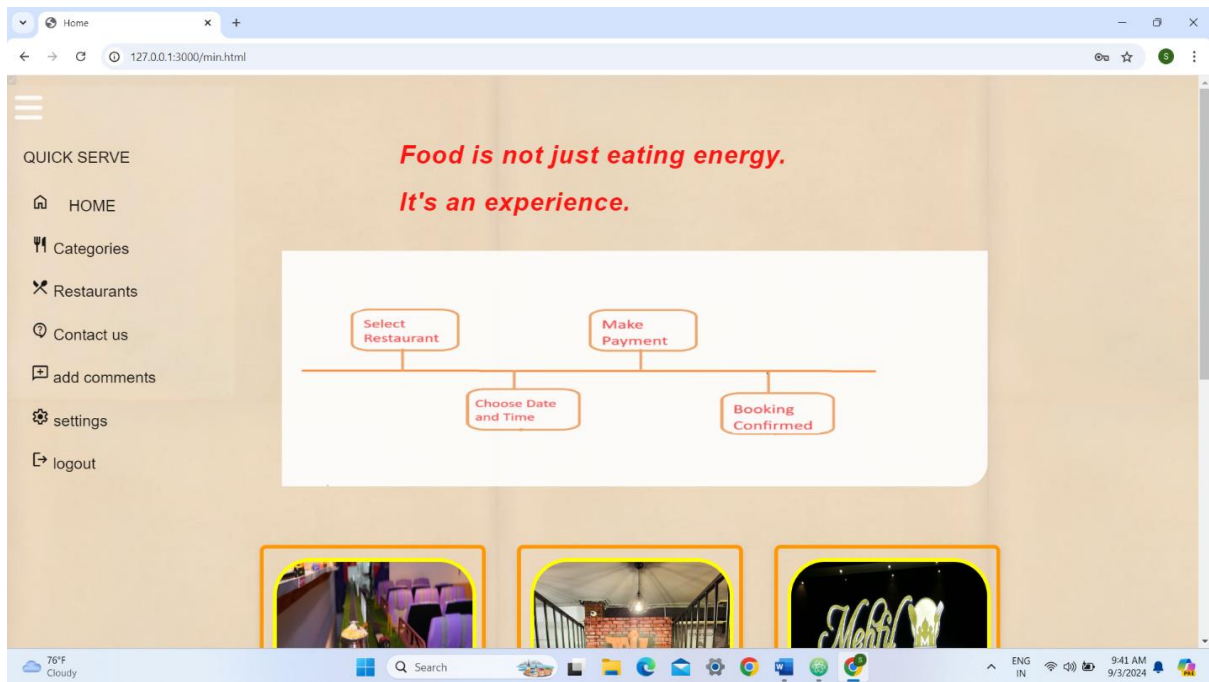 Home
127.0.0.1:3000/min.html
S
QUICK SERVE
HOME
Categories
Restaurants
Contact us
add comments
settings
logout
Food is not just eating energy.
It's an experience.
Select
Restaurant
Make
Payment
Choose Date
and Time
Booking
Confirmed
Mehfil
M
76°F
Cloudy
Search
ENG
IN
9:41 AM
9/3/2024
PRE